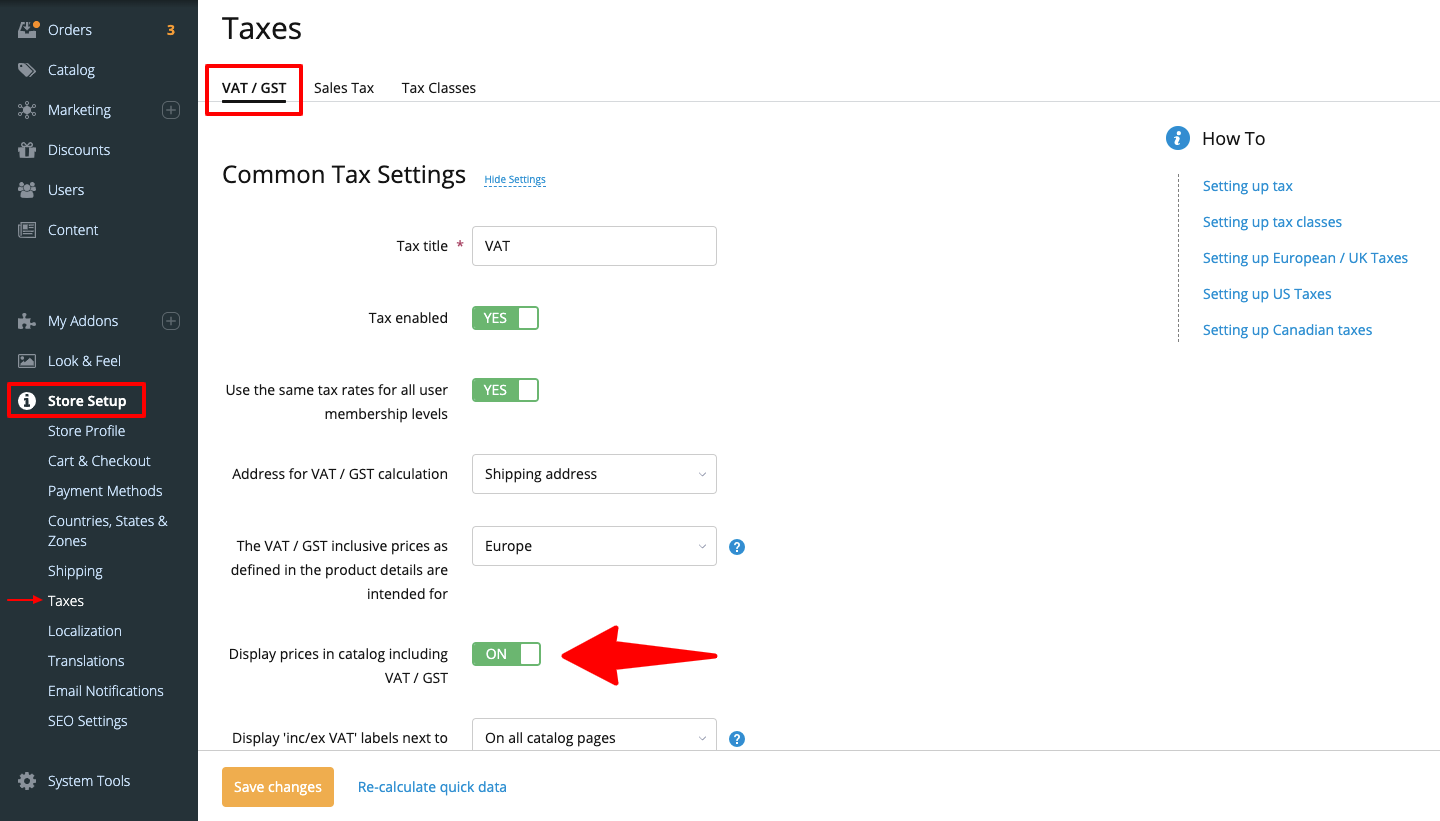 Orders 3
Catalog
Marketing
Discounts
Users
Content
My Addons
Look & Feel
Store Setup
Store Profile
Cart & Checkout
Payment Methods
Countries, States &
Zones
Shipping
Taxes
Localization
Translations
Email Notifications
SEO Settings
System Tools
Taxes
VAT / GST Sales Tax Tax Classes
Common Tax Settings Hide Settings
Tax title * VAT
Tax enabled YES
Use the same tax rates for all user YES
membership levels
Address for VAT / GST calculation Shipping address
The VAT / GST inclusive prices as Europe ?
defined in the product details are
intended for
Display prices in catalog including ON
VAT / GST
Display 'inc/ex VAT' labels next to On all catalog pages ?
Save changes Re-calculate quick data
How To
Setting up tax
Setting up tax classes
Setting up European / UK Taxes
Setting up US Taxes
Setting up Canadian taxes